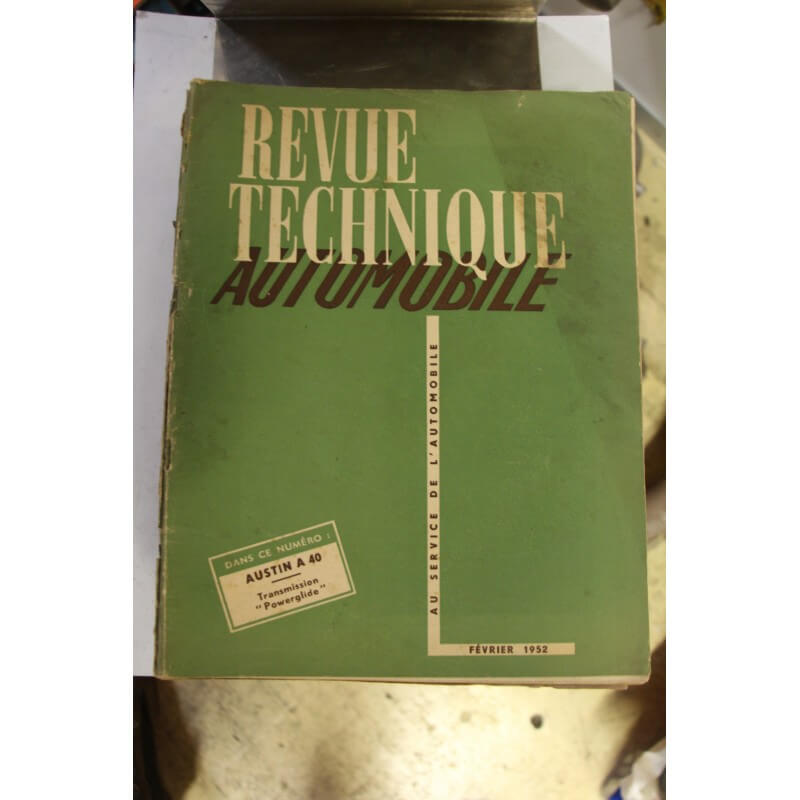 REVUE
TECHNIQUE
AUTOMOBILE
AU SERVICE DE L'AUTOMOBILE
DANS CE NUMÉRO :
AUSTIN A 40
Transmission
"Powerglide"
FÉVRIER 1952